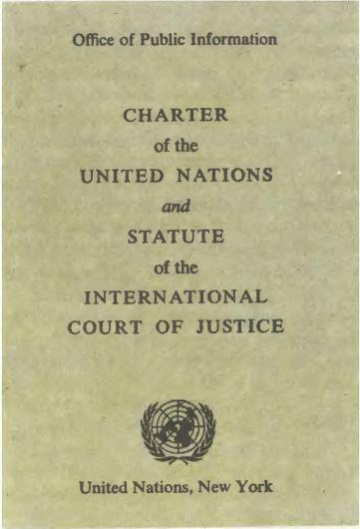 Office of Public Information
CHARTER
of the
UNITED NATIONS
and
STATUTE
of the
INTERNATIONAL
COURT OF JUSTICE
United Nations, New York